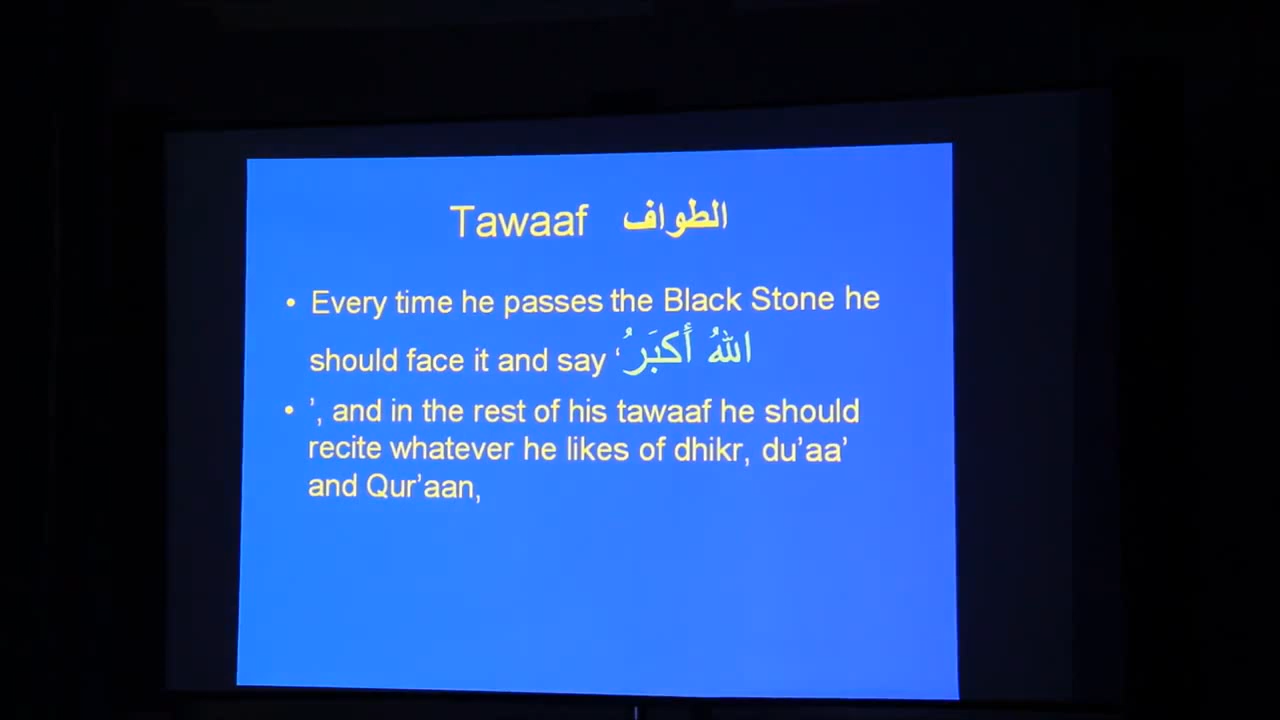 Tawaaf الطواف
• Every time he passes the Black Stone he
should face it and say ‘اللهُ أَكبَرُ
• ’, and in the rest of his tawaaf he should
recite whatever he likes of dhikr, du’aa’
and Qur’aan,